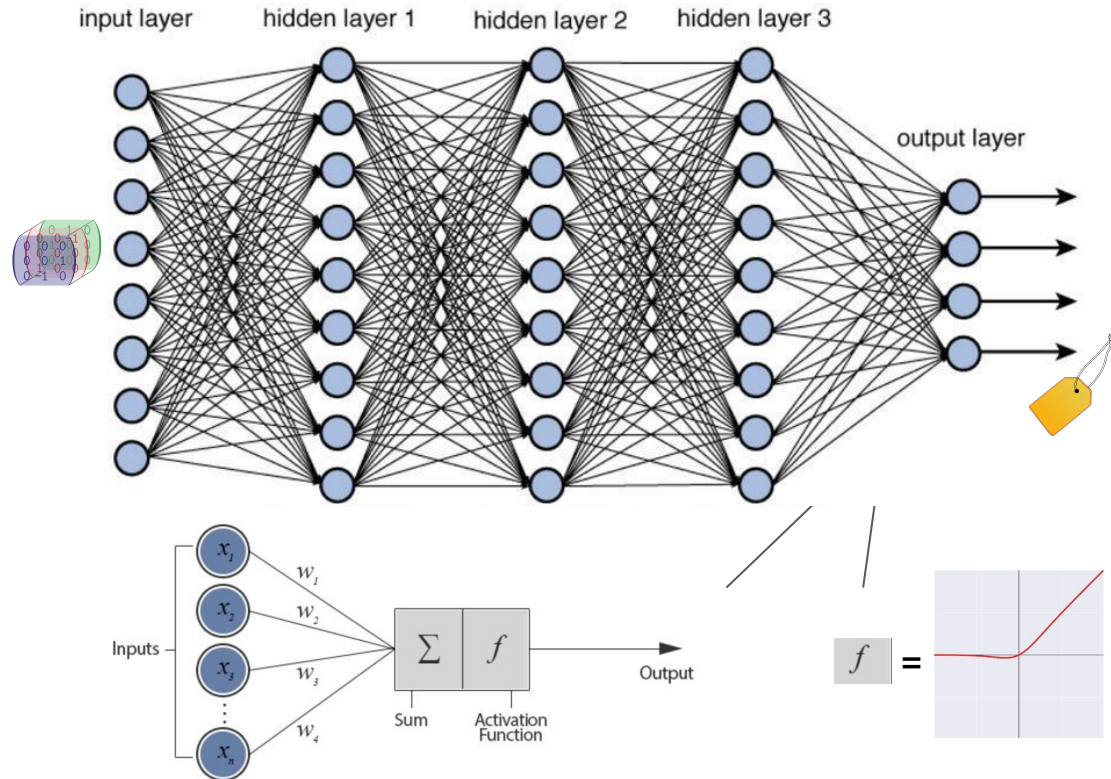 input layer
hidden layer 1
hidden layer 2
hidden layer 3
output layer
x₁
x₂
x₃
xₙ
w₁
w₂
w₃
w₄
Inputs
Σ
f
Output
Sum
Activation
Function
f =